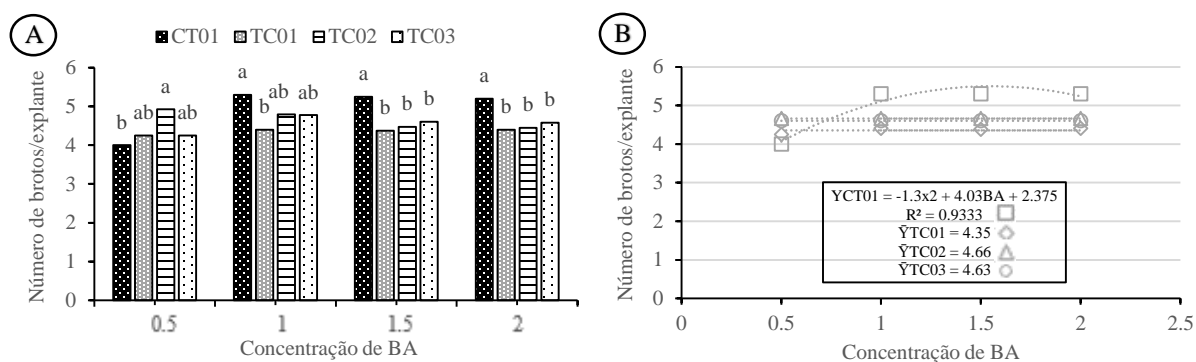 A
CT01 TC01 TC02 TC03
Número de brotos/explante
6
5
4
3
2
1
0
b ab a ab
a b ab ab
a b b b
a b b b
0.5 1 1.5 2
Concentração de BA
B
Número de brotos/explante
6
5
4
3
2
1
0
YCT01 = -1.3x2 + 4.03BA + 2.375
R² = 0.9333
ȲTC01 = 4.35
ȲTC02 = 4.66
ȲTC03 = 4.63
0 0.5 1 1.5 2 2.5
Concentração de BA